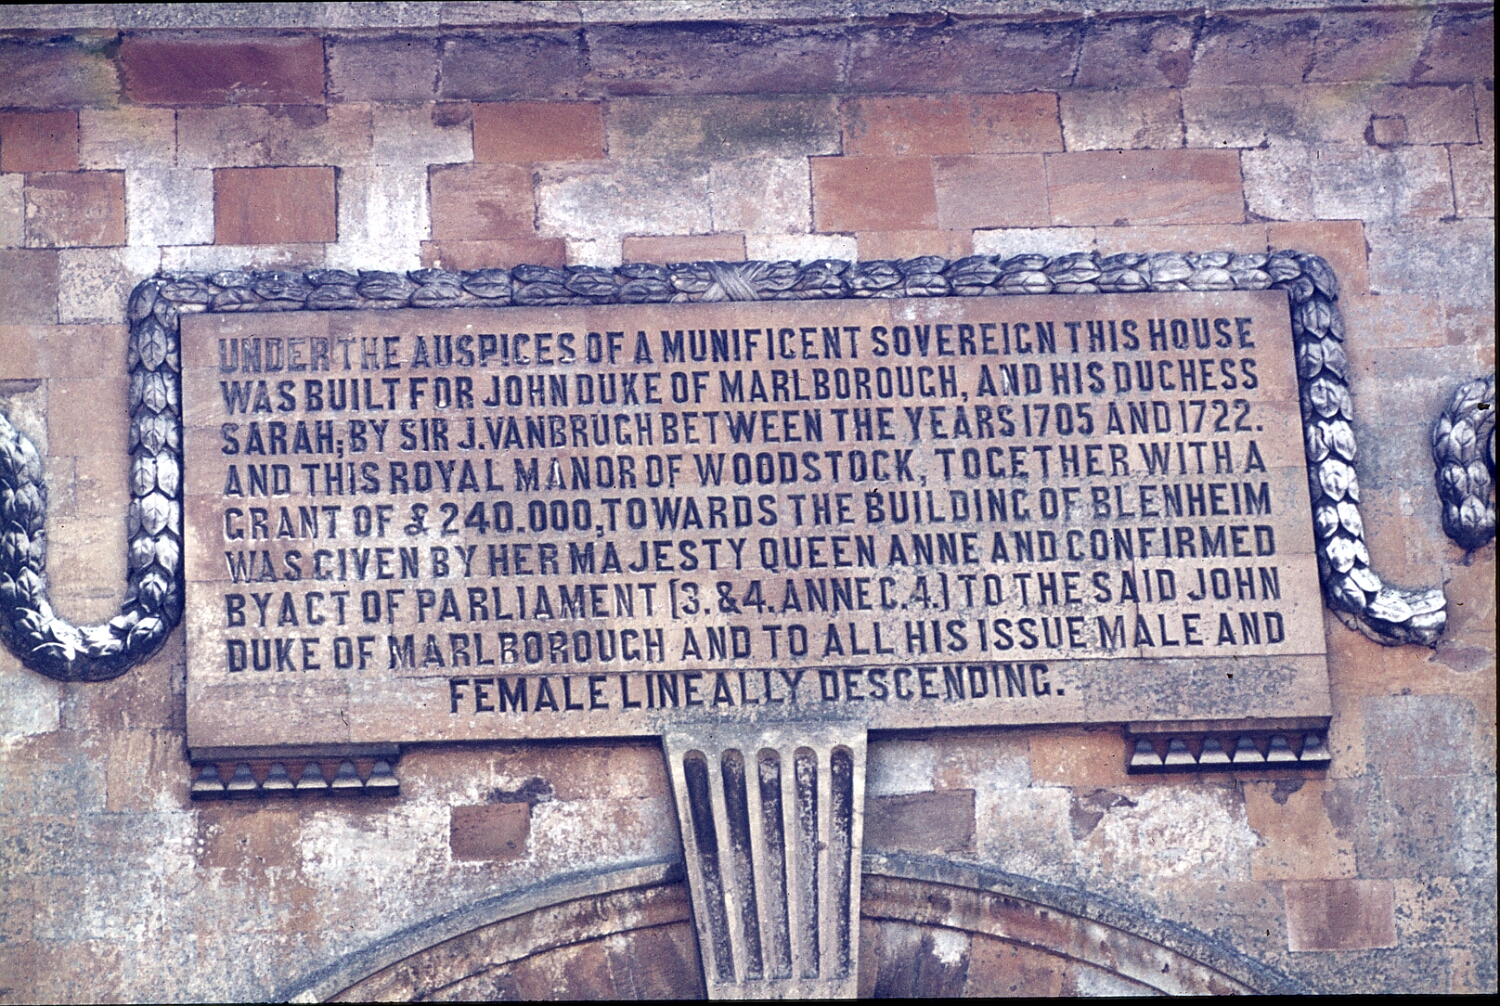 UNDER THE AUSPICES OF A MUNIFICENT SOVEREIGN THIS HOUSE
WAS BUILT FOR JOHN DUKE OF MARLBOROUGH, AND HIS DUCHESS
SARAH; BY SIR J. VANBRUGH BETWEEN THE YEARS 1705 AND 1722.
AND THIS ROYAL MANOR OF WOODSTOCK, TOGETHER WITH A
GRANT OF £240.000, TOWARDS THE BUILDING OF BLENHEIM
WAS GIVEN BY HER MAJESTY QUEEN ANNE AND CONFIRMED
BY ACT OF PARLIAMENT [3. & 4. ANNE C. 4.] TO THE SAID JOHN
DUKE OF MARLBOROUGH AND TO ALL HIS ISSUE MALE AND
FEMALE LINEALLY DESCENDING.